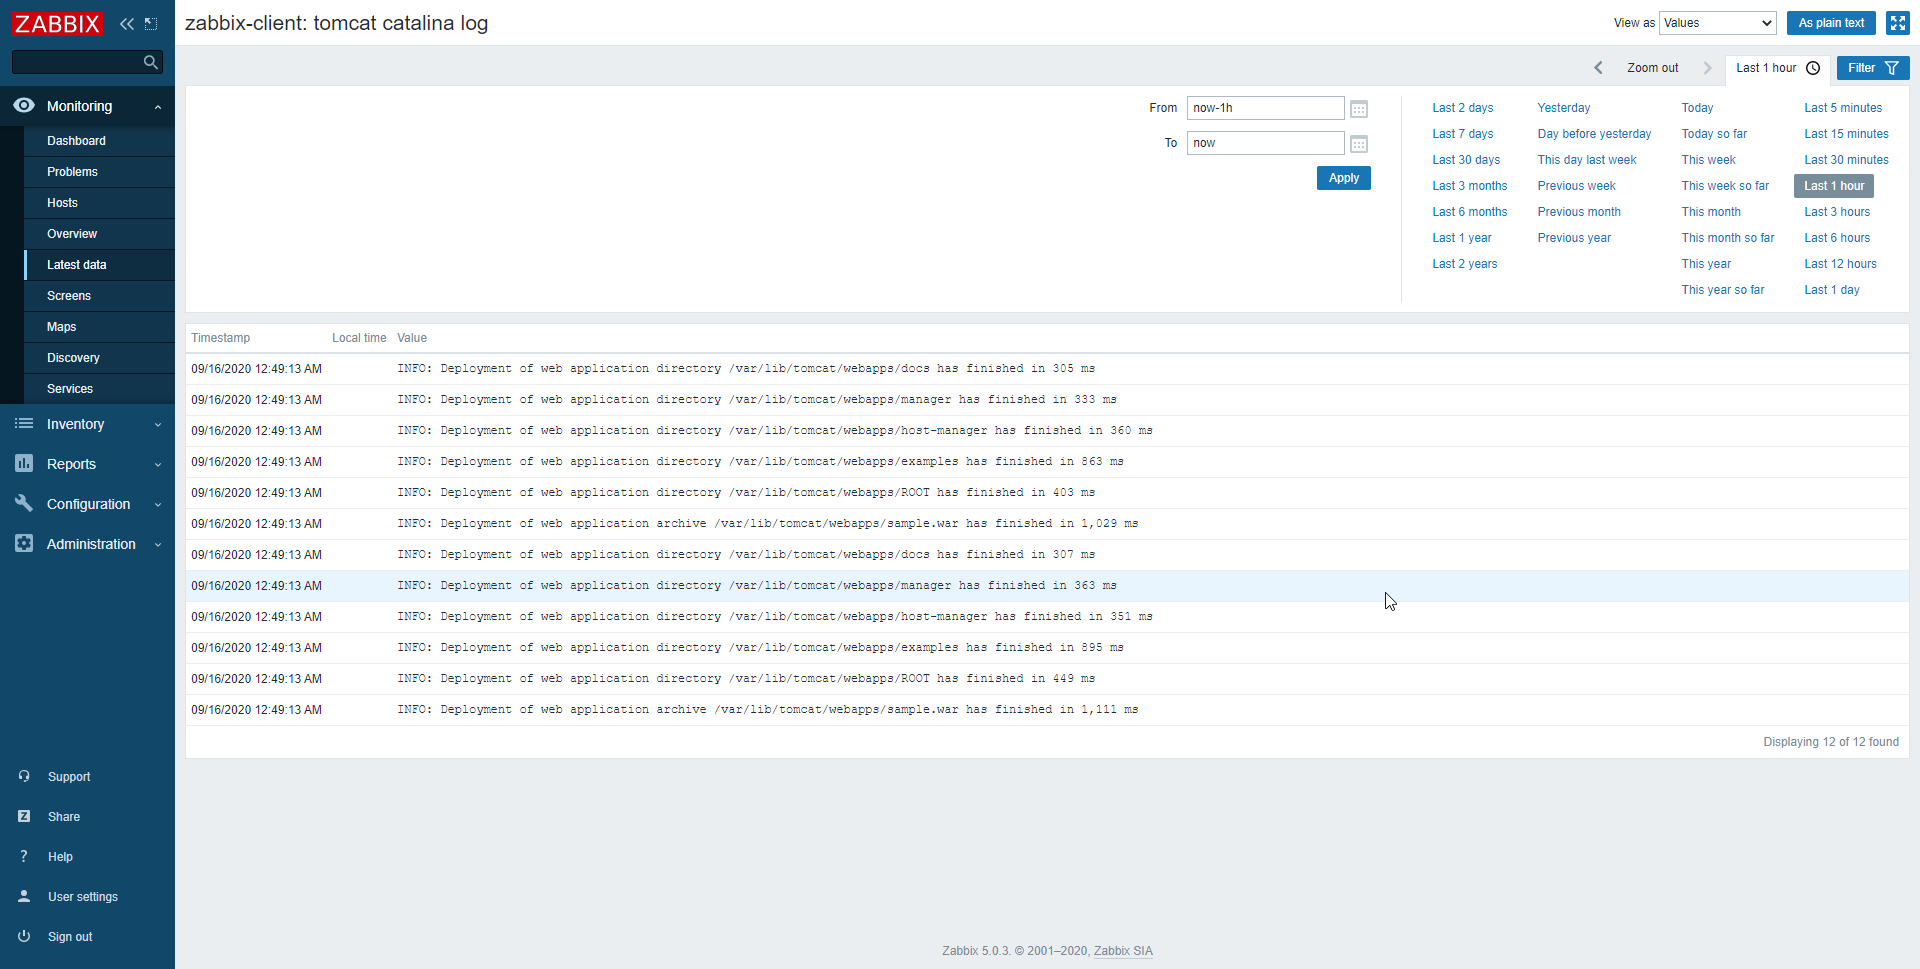 ZABBIX
zabbix-client: tomcat catalina log
View as Values As plain text
Zoom out Last 1 hour Filter
Monitoring
Dashboard
Problems
Hosts
Overview
Latest data
Screens
Maps
Discovery
Services
Inventory
Reports
Configuration
Administration
Support
Share
Help
User settings
Sign out
From now-1h
To now
Apply
Last 2 days Yesterday Today Last 5 minutes
Last 7 days Day before yesterday Today so far Last 15 minutes
Last 30 days This day last week This week Last 30 minutes
Last 3 months Previous week This week so far Last 1 hour
Last 6 months Previous month This month Last 3 hours
Last 1 year Previous year This month so far Last 6 hours
Last 2 years This year Last 12 hours
This year so far Last 1 day
Timestamp Local time Value
09/16/2020 12:49:13 AM INFO: Deployment of web application directory /var/lib/tomcat/webapps/docs has finished in 305 ms
09/16/2020 12:49:13 AM INFO: Deployment of web application directory /var/lib/tomcat/webapps/manager has finished in 333 ms
09/16/2020 12:49:13 AM INFO: Deployment of web application directory /var/lib/tomcat/webapps/host-manager has finished in 360 ms
09/16/2020 12:49:13 AM INFO: Deployment of web application directory /var/lib/tomcat/webapps/examples has finished in 863 ms
09/16/2020 12:49:13 AM INFO: Deployment of web application directory /var/lib/tomcat/webapps/ROOT has finished in 403 ms
09/16/2020 12:49:13 AM INFO: Deployment of web application archive /var/lib/tomcat/webapps/sample.war has finished in 1,029 ms
09/16/2020 12:49:13 AM INFO: Deployment of web application directory /var/lib/tomcat/webapps/docs has finished in 307 ms
09/16/2020 12:49:13 AM INFO: Deployment of web application directory /var/lib/tomcat/webapps/manager has finished in 363 ms
09/16/2020 12:49:13 AM INFO: Deployment of web application directory /var/lib/tomcat/webapps/host-manager has finished in 351 ms
09/16/2020 12:49:13 AM INFO: Deployment of web application directory /var/lib/tomcat/webapps/examples has finished in 895 ms
09/16/2020 12:49:13 AM INFO: Deployment of web application directory /var/lib/tomcat/webapps/ROOT has finished in 449 ms
09/16/2020 12:49:13 AM INFO: Deployment of web application archive /var/lib/tomcat/webapps/sample.war has finished in 1,111 ms
Displaying 12 of 12 found
Zabbix 5.0.3. © 2001–2020, Zabbix SIA